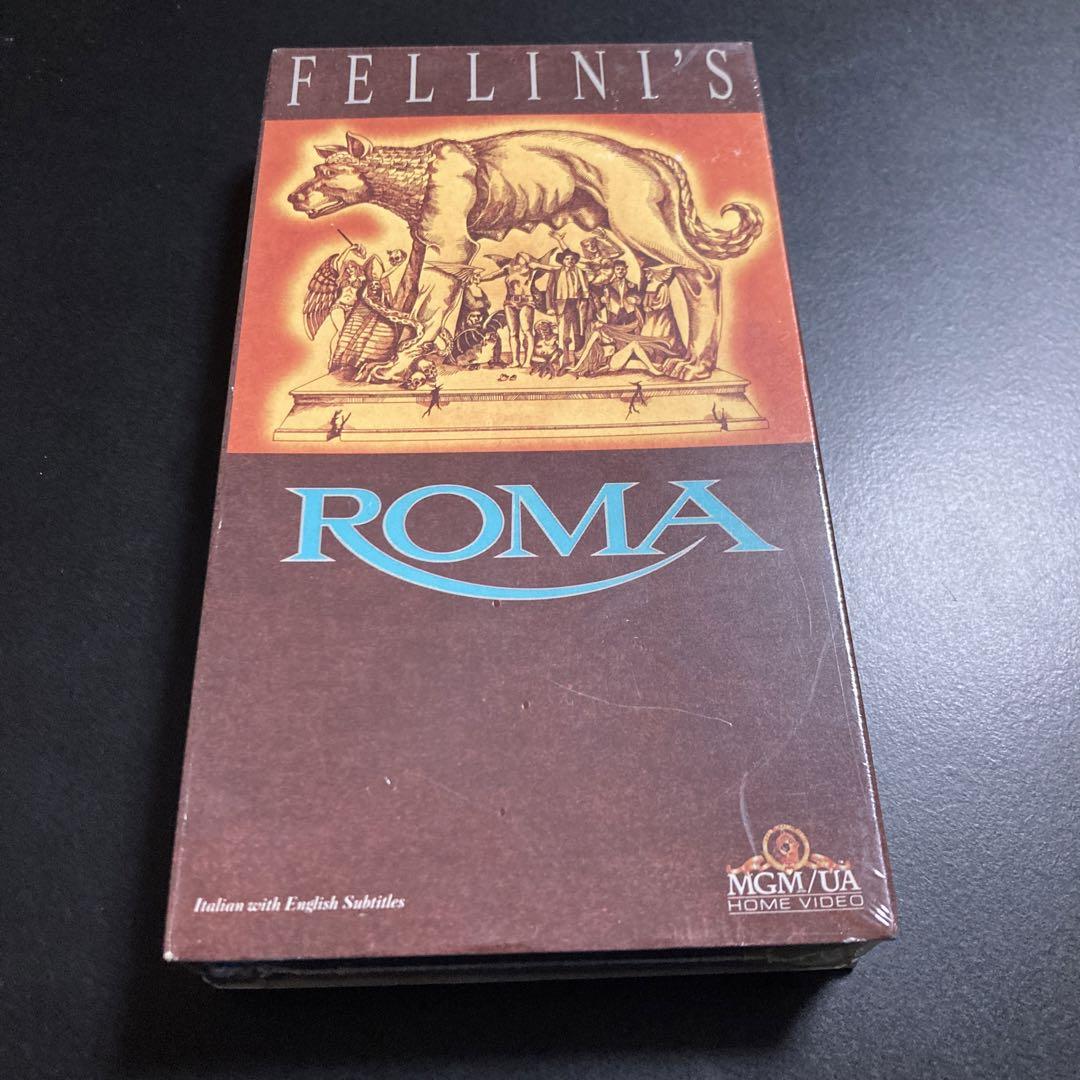 FELLINI'S
ROMA
Italian with English Subtitles
MGM/UA
HOME VIDEO